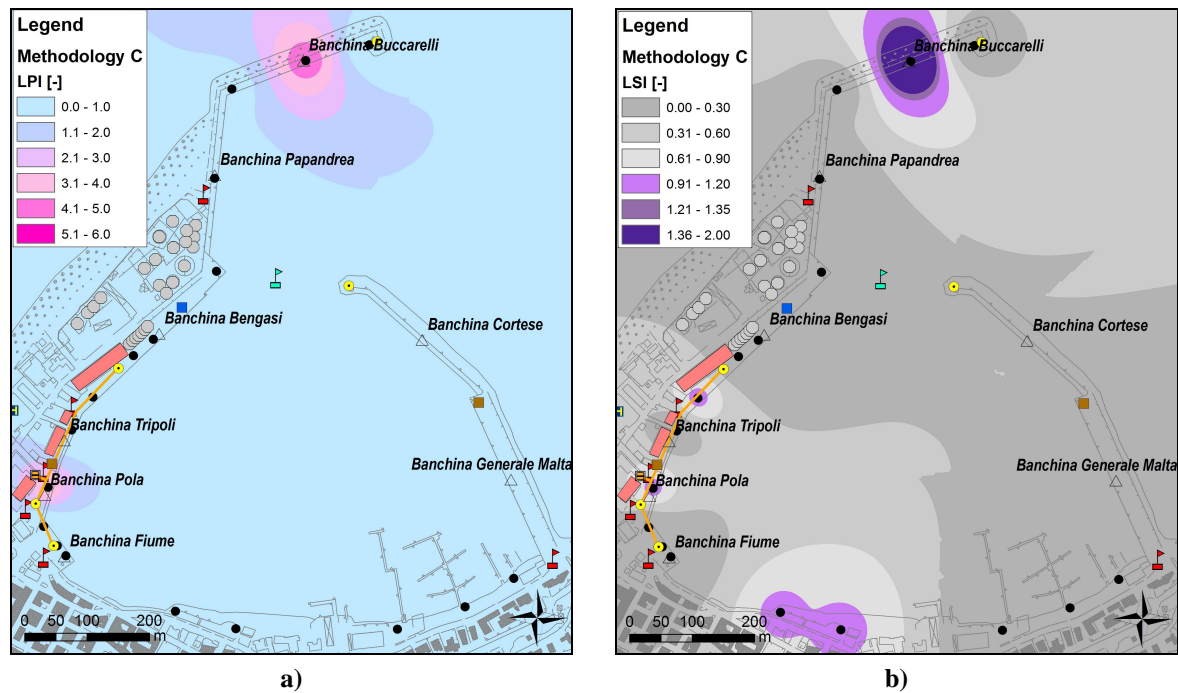 Legend
Methodology C
LPI [-]
0.0 - 1.0
1.1 - 2.0
2.1 - 3.0
3.1 - 4.0
4.1 - 5.0
5.1 - 6.0
Banchina Buccarelli
Banchina Papandrea
Banchina Bengasi
Banchina Cortese
Banchina Tripoli
Banchina Generale Malta
Banchina Pola
Banchina Fiume
0 50 100 200
m
a)
Legend
Methodology C
LSI [-]
0.00 - 0.30
0.31 - 0.60
0.61 - 0.90
0.91 - 1.20
1.21 - 1.35
1.36 - 2.00
Banchina Buccarelli
Banchina Papandrea
Banchina Bengasi
Banchina Cortese
Banchina Tripoli
Banchina Generale Malta
Banchina Pola
Banchina Fiume
0 50 100 200
m
b)